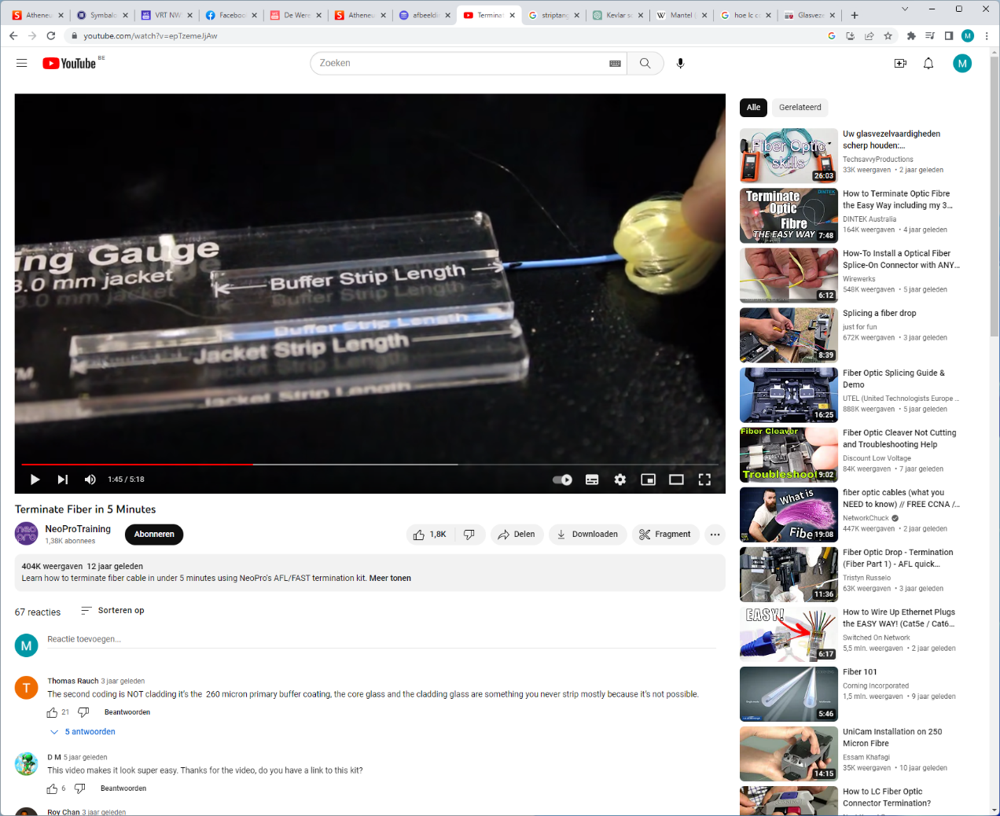 Atheneu
Symbalo
VRT NW
Facebool
De Were
Atheneu
afbeeldi
Terminat
striptang
Kevlar sc
Mantel (
hoe lc c
Glasveze
youtube.com/watch?v=epTzemeJjAw
M
YouTube BE
Zoeken
M
ing Gauge
3.0 mm jacket
Buffer Strip Length
Buffer Strip Length
Jacket Strip Length
Jacket Strip Length
1:45 / 5:18
Terminate Fiber in 5 Minutes
neo pro
NeoProTraining
1,38K abonnees
Abonneren
1,8K
Delen
Downloaden
Fragment
404K weergaven 12 jaar geleden
Learn how to terminate fiber cable in under 5 minutes using NeoPro's AFL/FAST termination kit. Meer tonen
67 reacties
Sorteren op
M
Reactie toevoegen...
T
Thomas Rauch 3 jaar geleden
The second coding is NOT cladding it's the 260 micron primary buffer coating, the core glass and the cladding glass are something you never strip mostly because it's not possible.
21
Beantwoorden
5 antwoorden
D M 5 jaar geleden
This video makes it look super easy. Thanks for the video, do you have a link to this kit?
6
Beantwoorden
Roy Chan 3 jaar geleden
Alle
Gerelateerd
Fiber Optic
skills
26:03
Uw glasvezelvaardigheden
scherp houden:...
TechsavvyProductions
33K weergaven • 2 jaar geleden
Terminate
Optic
Fibre
THE EASY WAY
DINTEK
7:48
How to Terminate Optic Fibre
the Easy Way including my 3...
DINTEK Australia
164K weergaven • 4 jaar geleden
6:12
How-To Install a Optical Fiber
Splice-On Connector with ANY...
Wirewerks
548K weergaven • 5 jaar geleden
8:39
Splicing a fiber drop
just for fun
672K weergaven • 3 jaar geleden
16:25
Fiber Optic Splicing Guide &
Demo
UTEL (United Technologists Europe ...
888K weergaven • 5 jaar geleden
Fiber Cleaver
Troubleshoo
9:02
Fiber Optic Cleaver Not Cutting
and Troubleshooting Help
Discount Low Voltage
84K weergaven • 7 jaar geleden
What is
Fibe
19:08
fiber optic cables (what you
NEED to know) // FREE CCNA /...
NetworkChuck
447K weergaven • 2 jaar geleden
11:36
Fiber Optic Drop - Termination
(Fiber Part 1) - AFL quick...
Tristyn Russelo
63K weergaven • 3 jaar geleden
EASY!
6:17
How to Wire Up Ethernet Plugs
the EASY WAY! (Cat5e / Cat6...
Switched On Network
5,5 mln. weergaven • 2 jaar geleden
5:46
Fiber 101
Corning Incorporated
1,5 mln. weergaven • 9 jaar geleden
14:15
UniCam Installation on 250
Micron Fibre
Essam Khafagi
35K weergaven • 10 jaar geleden
How to LC Fiber Optic
Connector Termination?